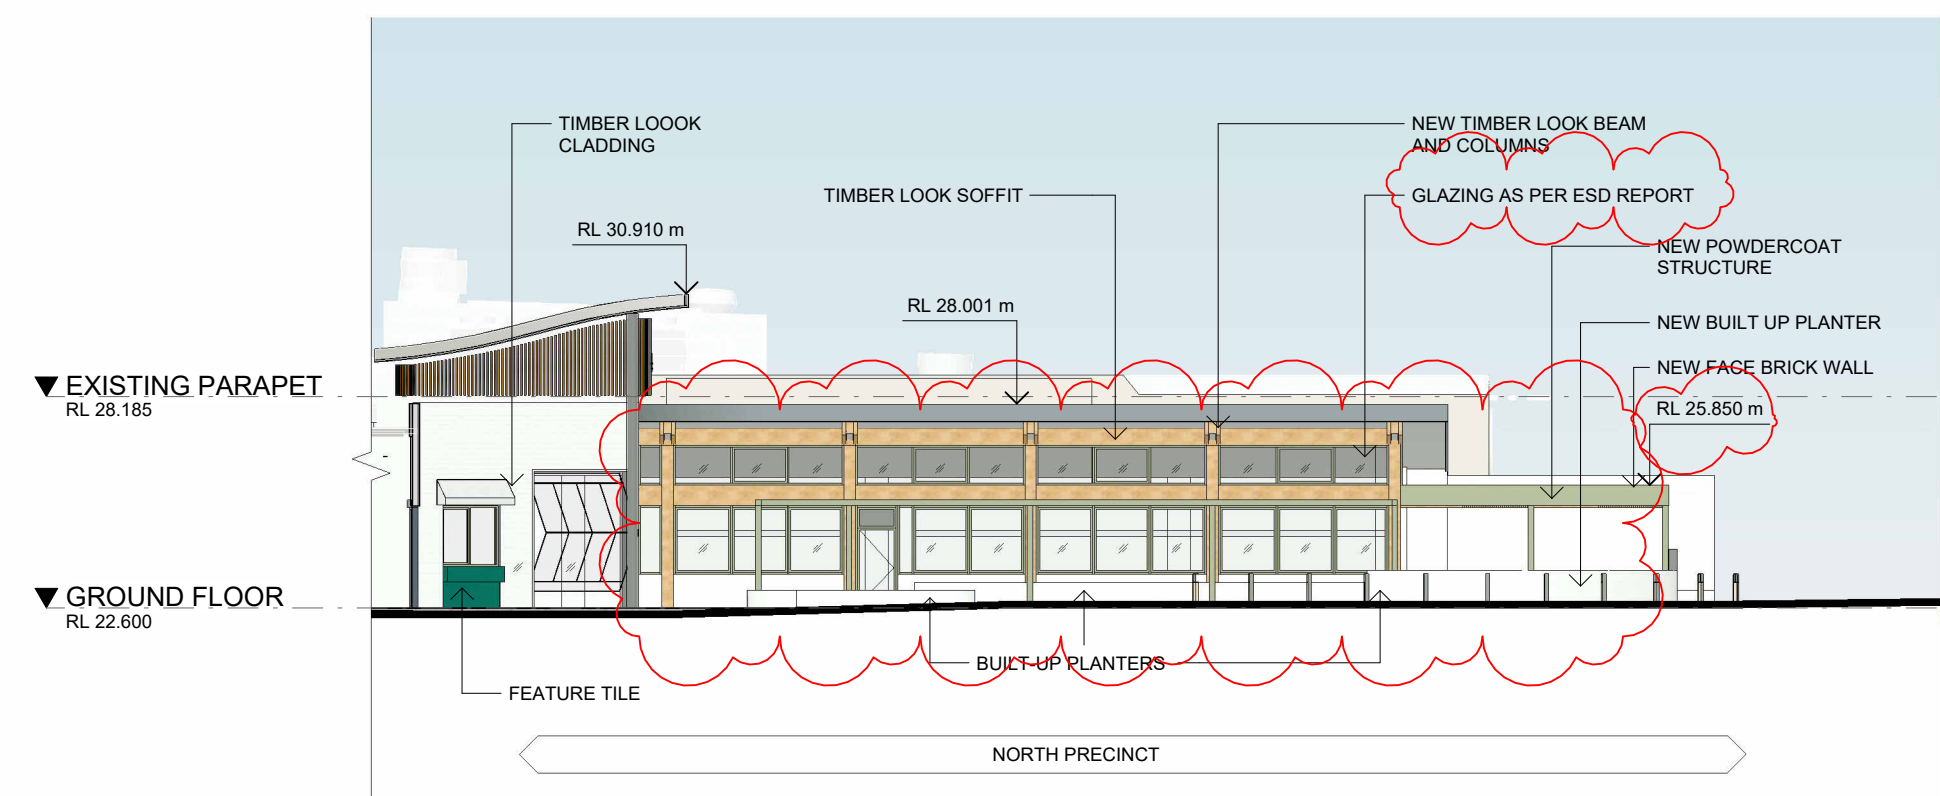 TIMBER LOOOK
CLADDING
NEW TIMBER LOOK BEAM
AND COLUMNS
TIMBER LOOK SOFFIT
GLAZING AS PER ESD REPORT
RL 30.910 m
NEW POWDERCOAT
STRUCTURE
RL 28.001 m
NEW BUILT UP PLANTER
NEW FACE BRICK WALL
EXISTING PARAPET
RL 28.185
RL 25.850 m
GROUND FLOOR
RL 22.600
BUILT UP PLANTERS
FEATURE TILE
NORTH PRECINCT